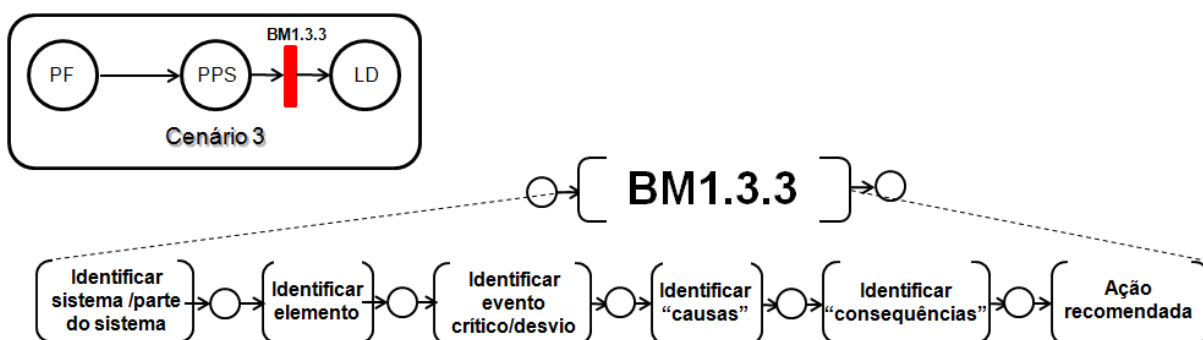 BM1.3.3
PF
PPS
LD
Cenário 3
BM1.3.3
Identificar
sistema /parte
do sistema
Identificar
elemento
Identificar
evento
crítico/desvio
Identificar
“causas”
Identificar
“consequências”
Ação
recomendada